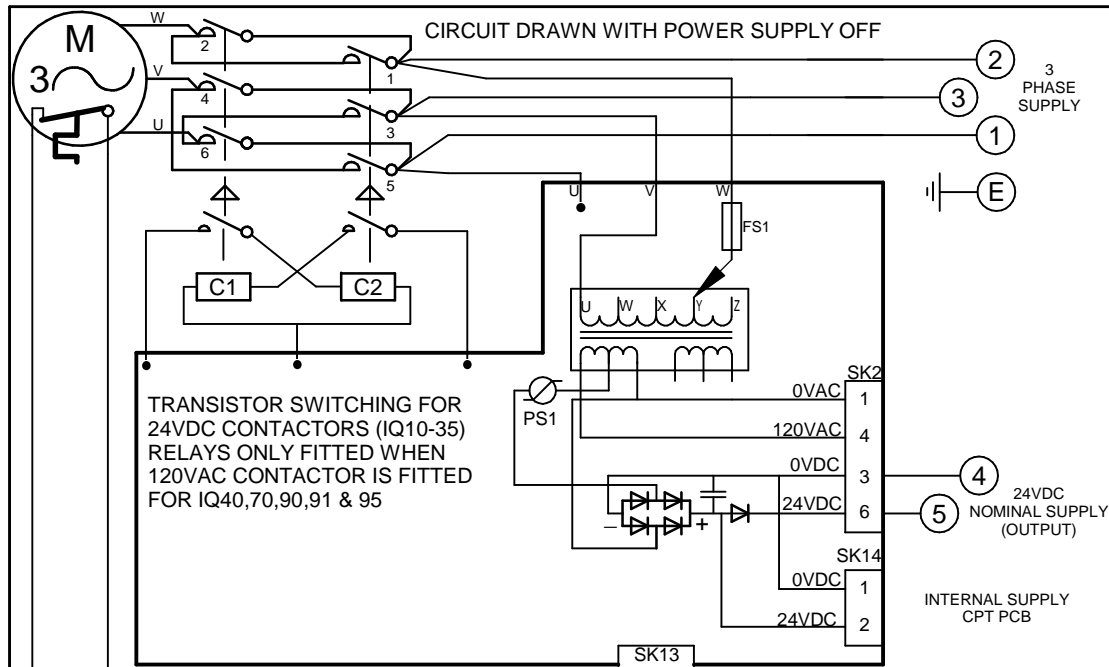 CIRCUIT DRAWN WITH POWER SUPPLY OFF
W
2
M
3
V
4
U
6
1
3
5
2
3
PHASE
SUPPLY
3
1
E
U
V
W
FS1
C1
C2
U
W
X
Y
Z
PS1
TRANSISTOR SWITCHING FOR
24VDC CONTACTORS (IQ10-35)
RELAYS ONLY FITTED WHEN
120VAC CONTACTOR IS FITTED
FOR IQ40,70,90,91 & 95
SK2
0VAC
1
120VAC
4
0VDC
3
24VDC
6
4
5
24VDC
NOMINAL SUPPLY
(OUTPUT)
– +
SK14
0VDC
1
24VDC
2
INTERNAL SUPPLY
CPT PCB
SK13